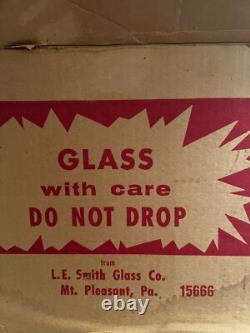 GLASS
with care
DO NOT DROP
from
L.E. Smith Glass Co.
Mt. Pleasant, Pa. 15666